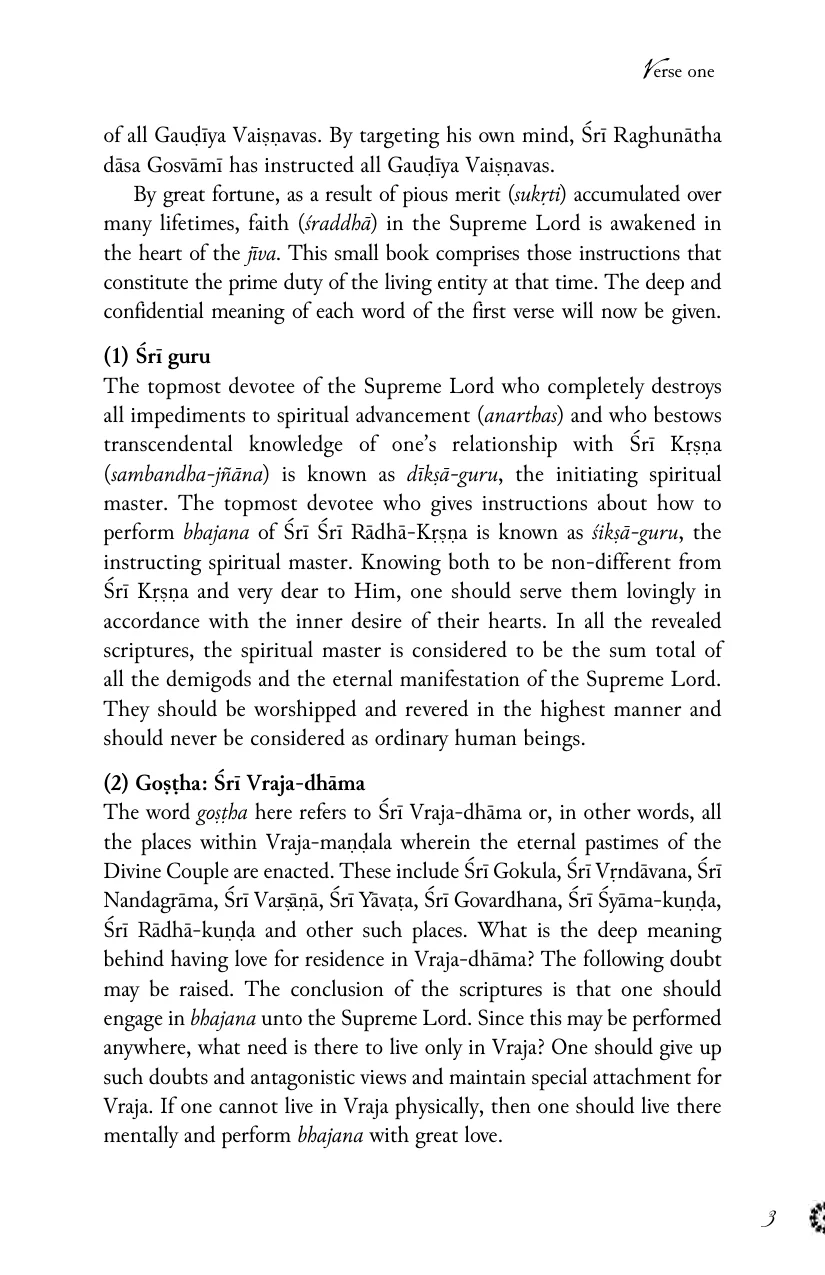 Verse one
of all Gauḍīya Vaiṣṇavas. By targeting his own mind, Śrī Raghunātha
dāsa Gosvāmī has instructed all Gauḍīya Vaiṣṇavas.
By great fortune, as a result of pious merit (sukṛti) accumulated over
many lifetimes, faith (śraddhā) in the Supreme Lord is awakened in
the heart of the jīva. This small book comprises those instructions that
constitute the prime duty of the living entity at that time. The deep and
confidential meaning of each word of the first verse will now be given.
(1) Śrī guru
The topmost devotee of the Supreme Lord who completely destroys
all impediments to spiritual advancement (anarthas) and who bestows
transcendental knowledge of one’s relationship with Śrī Kṛṣṇa
(sambandha-jñāna) is known as dīkṣā-guru, the initiating spiritual
master. The topmost devotee who gives instructions about how to
perform bhajana of Śrī Śrī Rādhā-Kṛṣṇa is known as śikṣā-guru, the
instructing spiritual master. Knowing both to be non-different from
Śrī Kṛṣṇa and very dear to Him, one should serve them lovingly in
accordance with the inner desire of their hearts. In all the revealed
scriptures, the spiritual master is considered to be the sum total of
all the demigods and the eternal manifestation of the Supreme Lord.
They should be worshipped and revered in the highest manner and
should never be considered as ordinary human beings.
(2) Goṣṭha: Śrī Vraja-dhāma
The word goṣṭha here refers to Śrī Vraja-dhāma or, in other words, all
the places within Vraja-maṇḍala wherein the eternal pastimes of the
Divine Couple are enacted. These include Śrī Gokula, Śrī Vṛndāvana, Śrī
Nandagrāma, Śrī Varṣāṇā, Śrī Yāvaṭa, Śrī Govardhana, Śrī Śyāma-kuṇḍa,
Śrī Rādhā-kuṇḍa and other such places. What is the deep meaning
behind having love for residence in Vraja-dhāma? The following doubt
may be raised. The conclusion of the scriptures is that one should
engage in bhajana unto the Supreme Lord. Since this may be performed
anywhere, what need is there to live only in Vraja? One should give up
such doubts and antagonistic views and maintain special attachment for
Vraja. If one cannot live in Vraja physically, then one should live there
mentally and perform bhajana with great love.
3